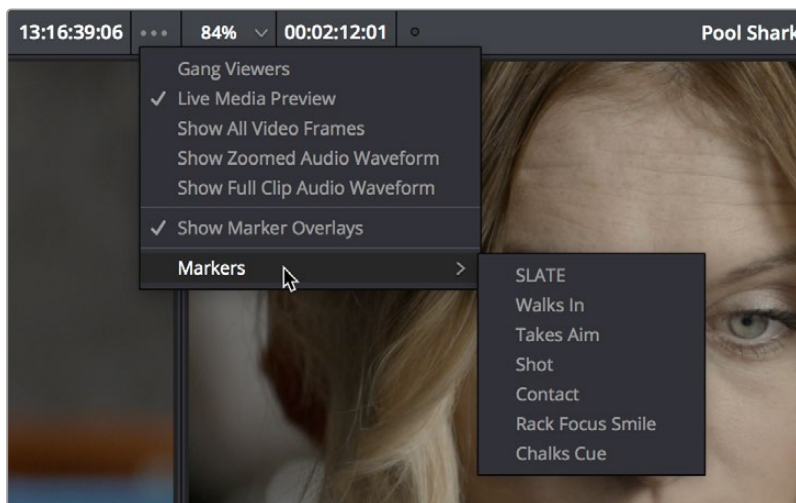 13:16:39:06 ••• 84% 00:02:12:01 Pool Shark
Gang Viewers
✓ Live Media Preview
Show All Video Frames
Show Zoomed Audio Waveform
Show Full Clip Audio Waveform
✓ Show Marker Overlays
Markers >
SLATE
Walks In
Takes Aim
Shot
Contact
Rack Focus Smile
Chalks Cue